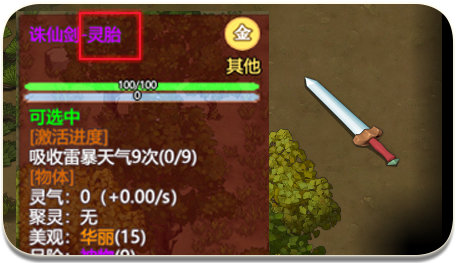 诛仙剑-灵胎
金
其他
100/100
0
可选中
[激活进度]
吸收雷暴天气9次(0/9)
[物体]
灵气：0（+0.00/s）
聚灵：无
美观：华丽(15)